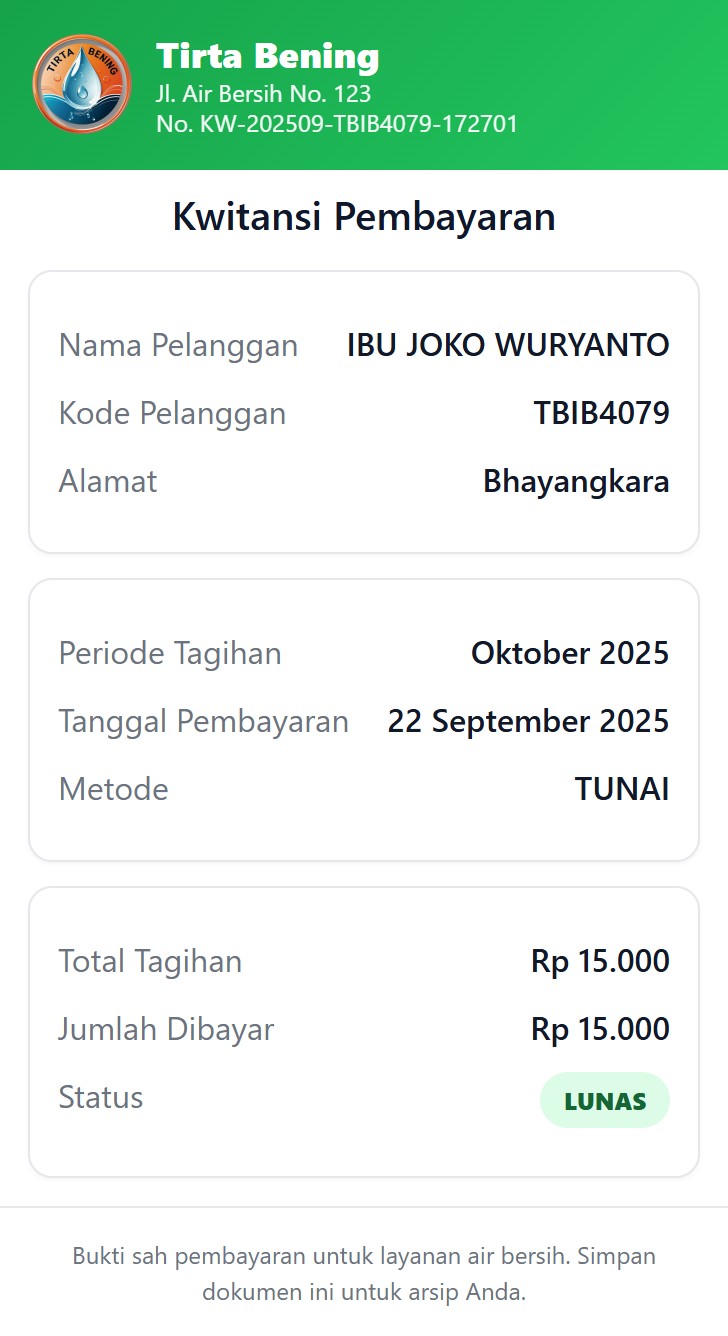 TIRTA BENING
Tirta Bening
Jl. Air Bersih No. 123
No. KW-202509-TBIB4079-172701
Kwitansi Pembayaran
Nama Pelanggan IBU JOKO WURYANTO
Kode Pelanggan TBIB4079
Alamat Bhayangkara
Periode Tagihan Oktober 2025
Tanggal Pembayaran 22 September 2025
Metode TUNAI
Total Tagihan Rp 15.000
Jumlah Dibayar Rp 15.000
Status LUNAS
Bukti sah pembayaran untuk layanan air bersih. Simpan
dokumen ini untuk arsip Anda.